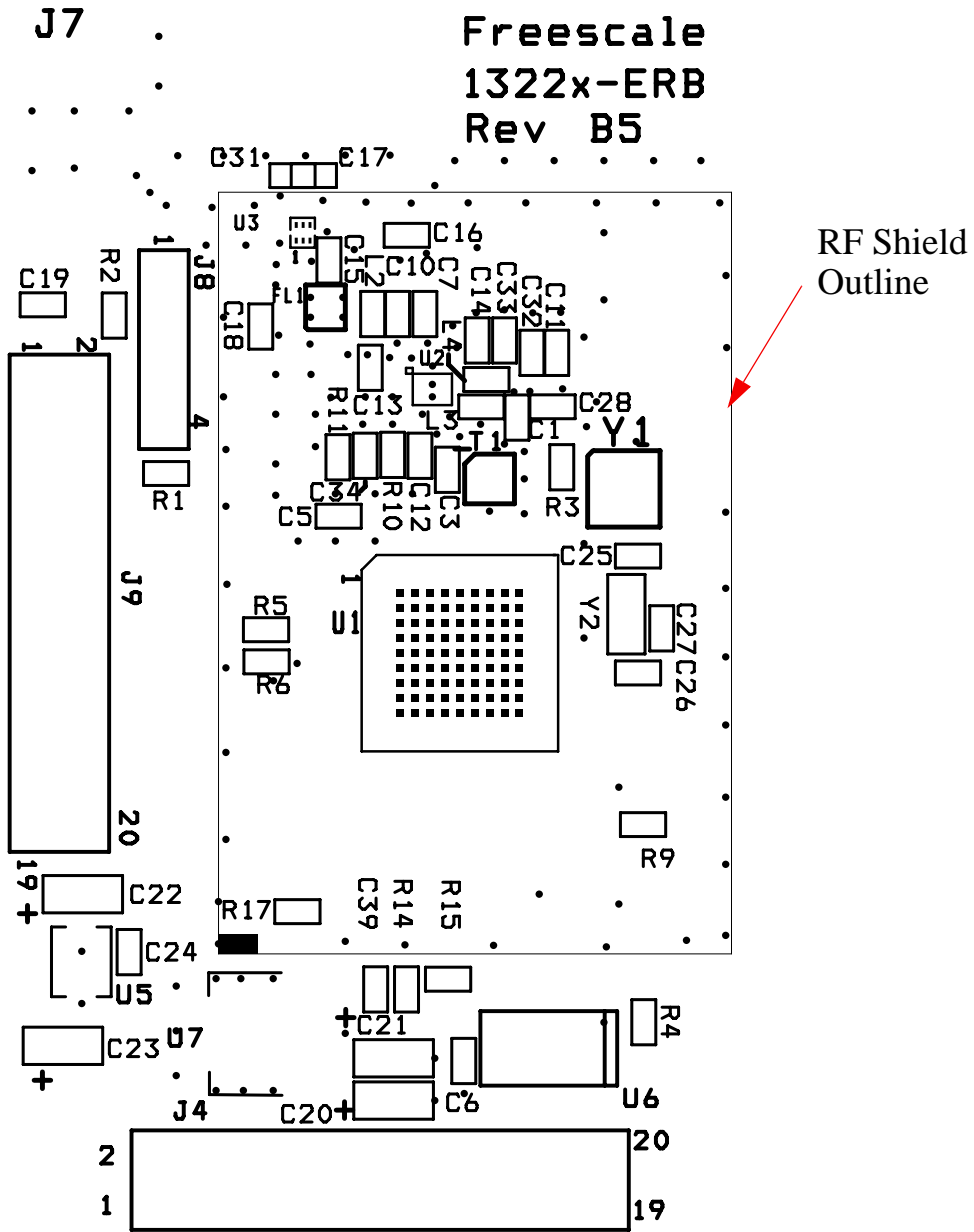 J7
Freescale
1322x-ERB
Rev B5
C31
C17
U3
C16
RF Shield
Outline
1
J8
R2
C19
1
C15
L2
C10
C7
C14
C33
C32
C11
FL1
C18
1
2
L4
U2
R11
C13
L3
C28
4
C1
Y1
T1
R1
C34
C5
R10
C12
C3
R3
C25
J9
1
U1
R5
R6
Y2
C27
C26
20
19
R9
+
C22
R17
C39
R14
R15
C24
U5
+
C21
R4
U7
C23
+
J4
C20
+
C6
U6
2
20
1
19